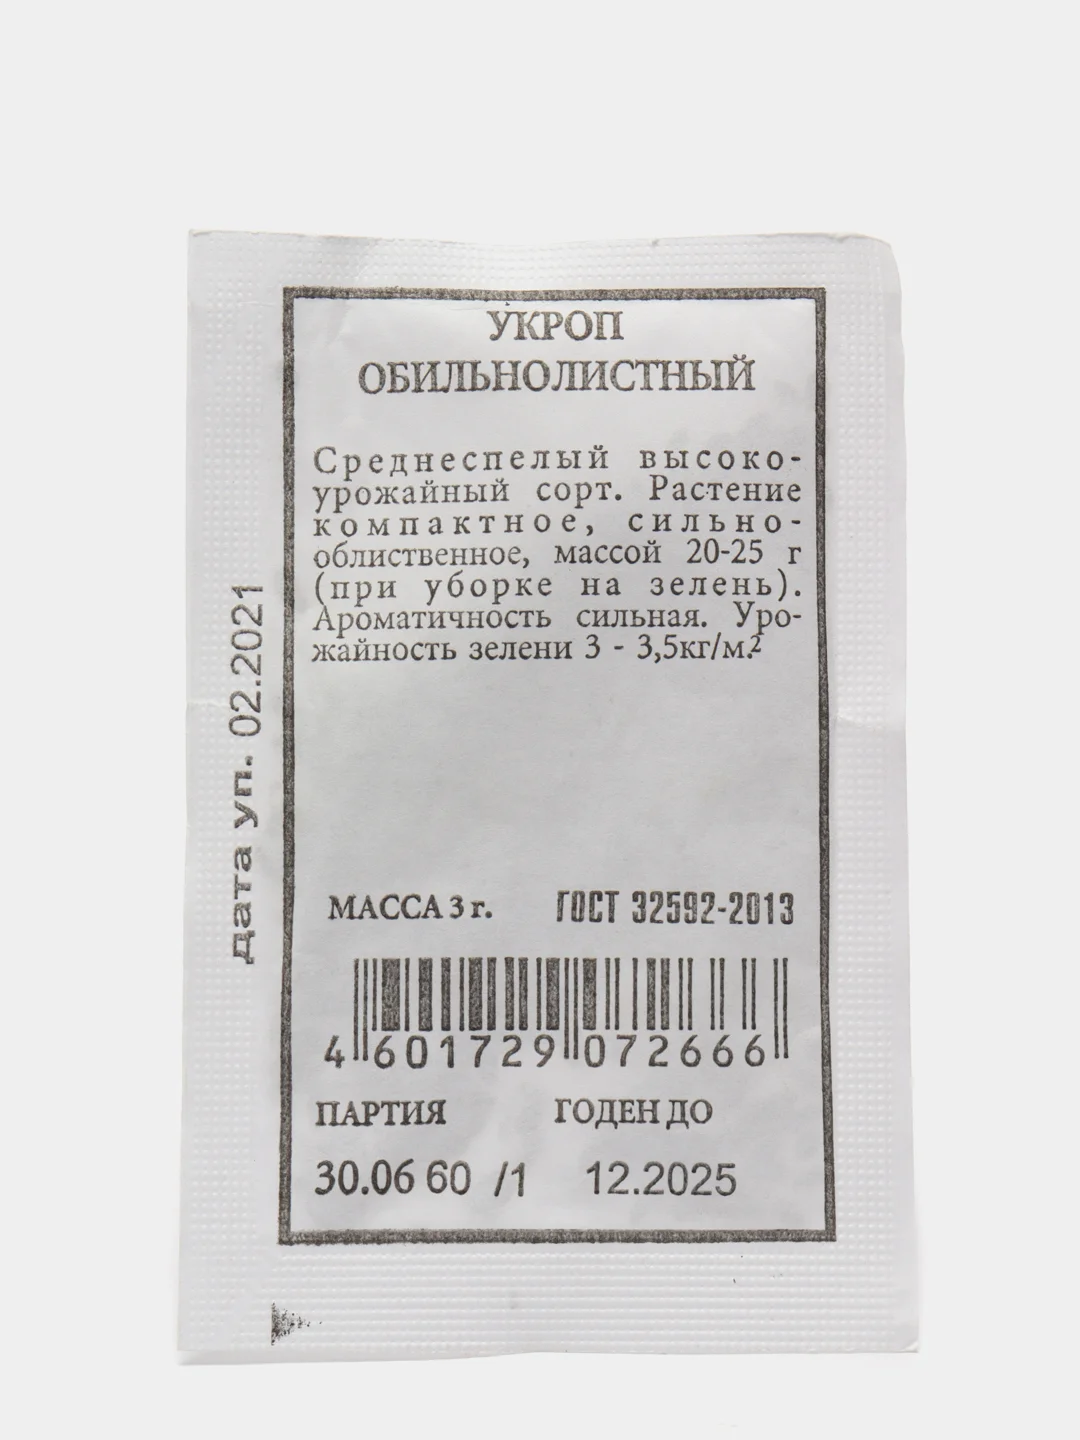 УКРОП
ОБИЛЬНОЛИСТНЫЙ
Среднеспелый высоко-
урожайный сорт. Растение
компактное, сильно-
облиственное, массой 20-25 г
(при уборке на зелень).
Ароматичность сильная. Уро-
жайность зелени 3 - 3,5кг/м.²
дата уп. 02.2021
МАССА 3 г. ГОСТ 32592-2013
4 601729 072666
ПАРТИЯ ГОДЕН ДО
30.06 60 /1 12.2025